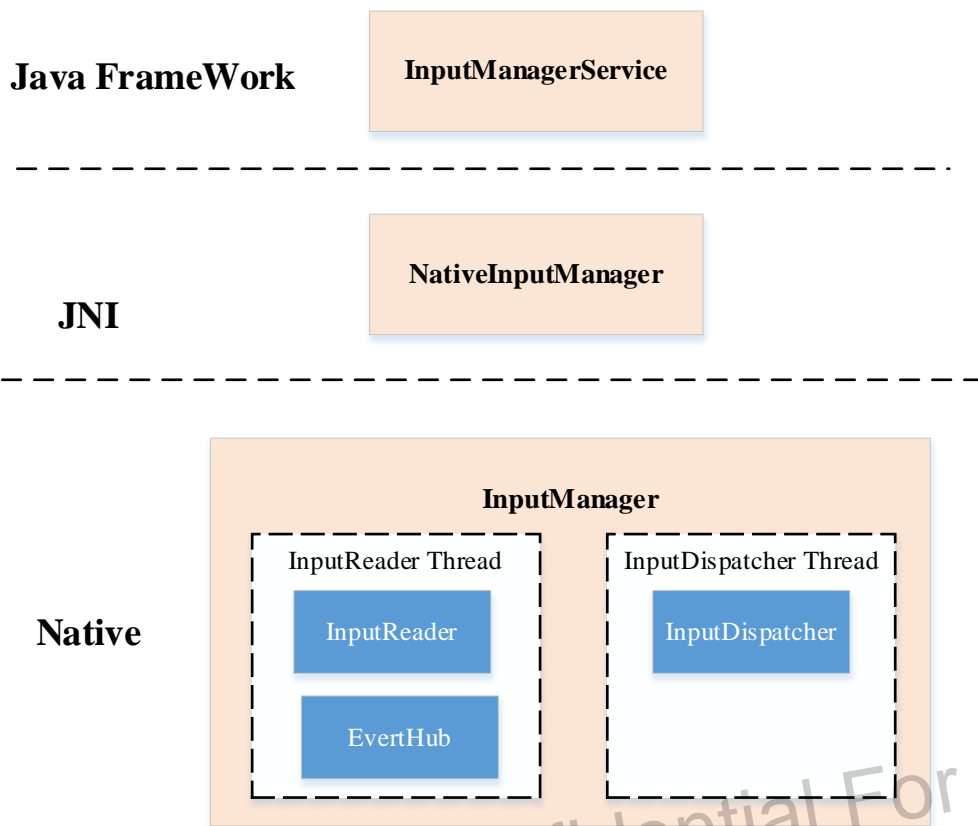 Java FrameWork
InputManagerService
NativeInputManager
JNI
InputManager
InputReader Thread
InputDispatcher Thread
Native
InputReader
InputDispatcher
EvertHub
For